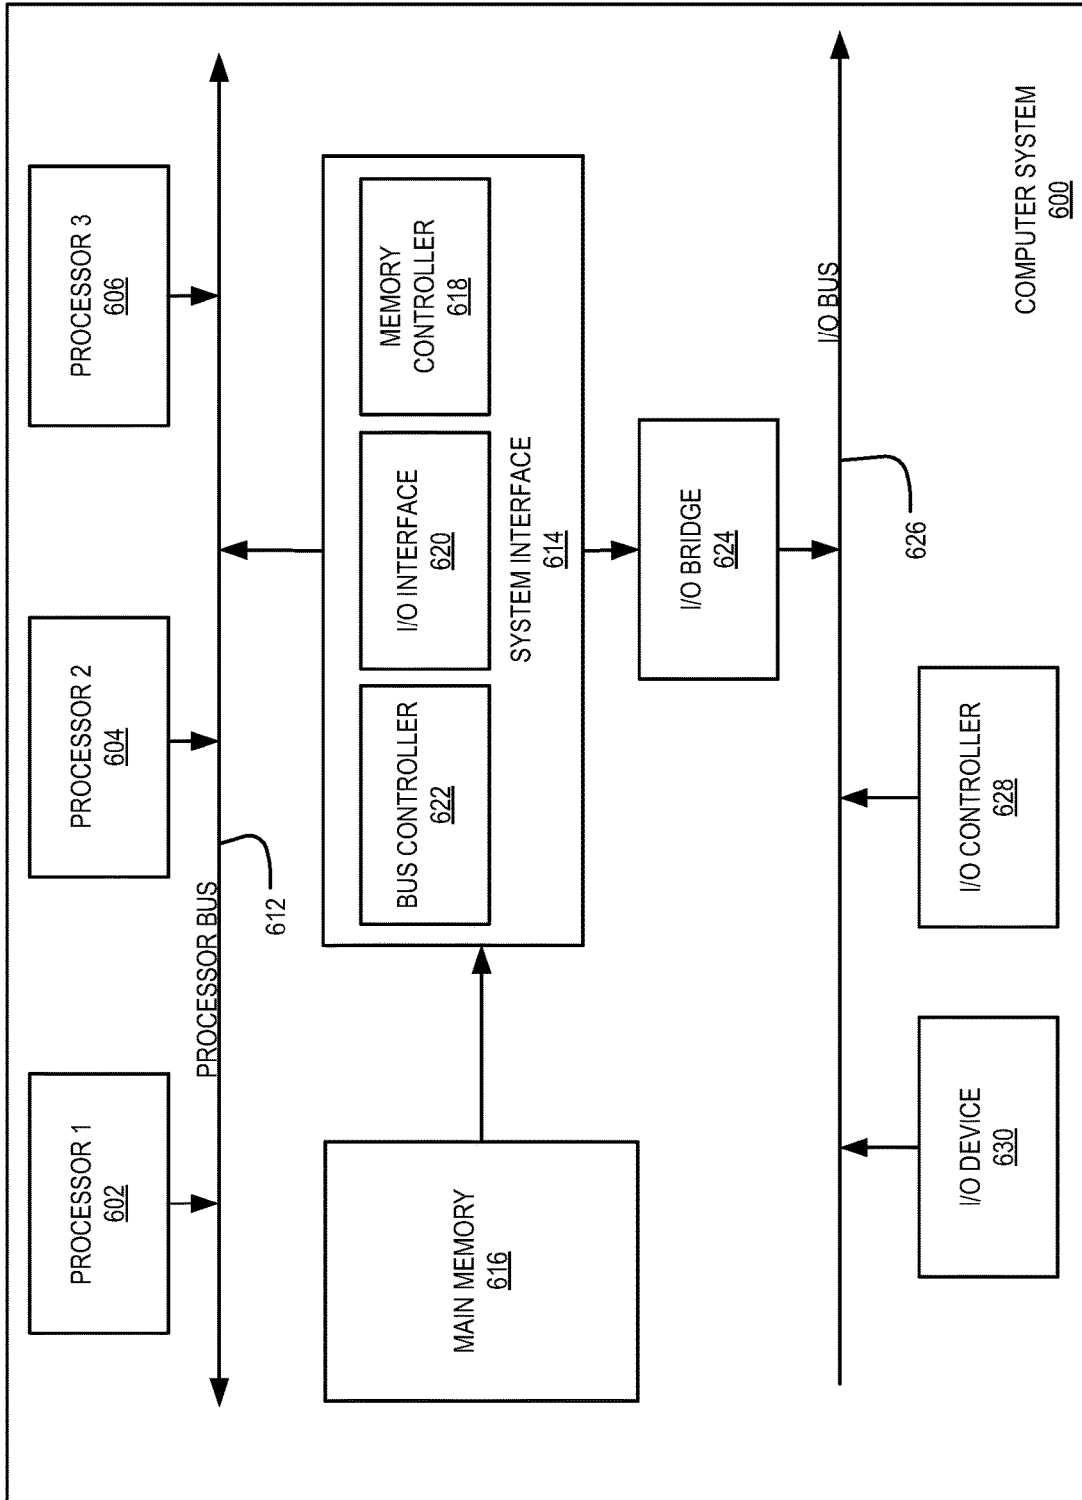 PROCESSOR 1
602
PROCESSOR 2
604
PROCESSOR 3
606
PROCESSOR BUS
612
MAIN MEMORY
616
BUS CONTROLLER
622
I/O INTERFACE
620
MEMORY
CONTROLLER
618
SYSTEM INTERFACE
614
I/O BRIDGE
624
I/O BUS
626
I/O DEVICE
630
I/O CONTROLLER
628
COMPUTER SYSTEM
600